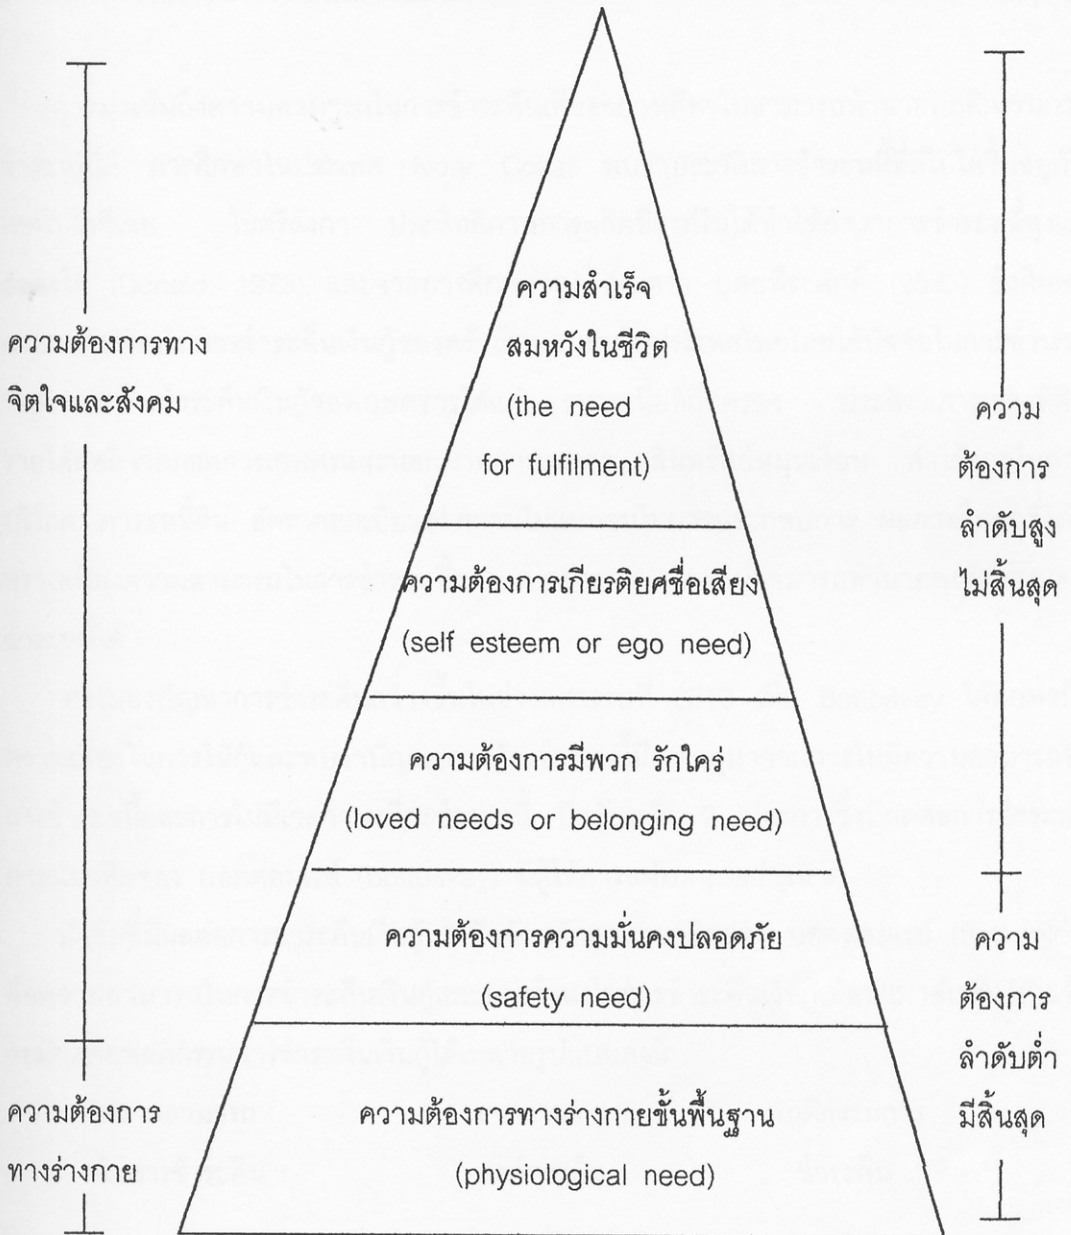 ความสำเร็จ
สมหวังในชีวิต
(the need
for fulfilment)
ความต้องการเกียรติยศชื่อเสียง
(self esteem or ego need)
ความต้องการมีพวก รักใคร่
(loved needs or belonging need)
ความต้องการความมั่นคงปลอดภัย
(safety need)
ความต้องการทางร่างกายขั้นพื้นฐาน
(physiological need)
ความต้องการทาง
จิตใจและสังคม
ความต้องการ
ทางร่างกาย
ความ
ต้องการ
ลำดับสูง
ไม่สิ้นสุด
ความ
ต้องการ
ลำดับต่ำ
มีสิ้นสุด